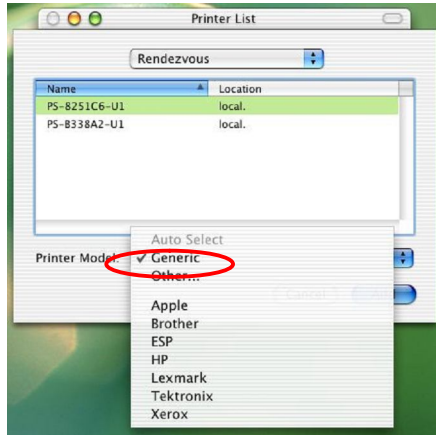 Printer List
Rendezvous
Name Location
PS-8251C6-U1 local.
PS-B338A2-U1 local.
Auto Select
Printer Model: ✓ Generic
Other...
Cancel
Apple
Brother
ESP
HP
Lexmark
Tektronix
Xerox